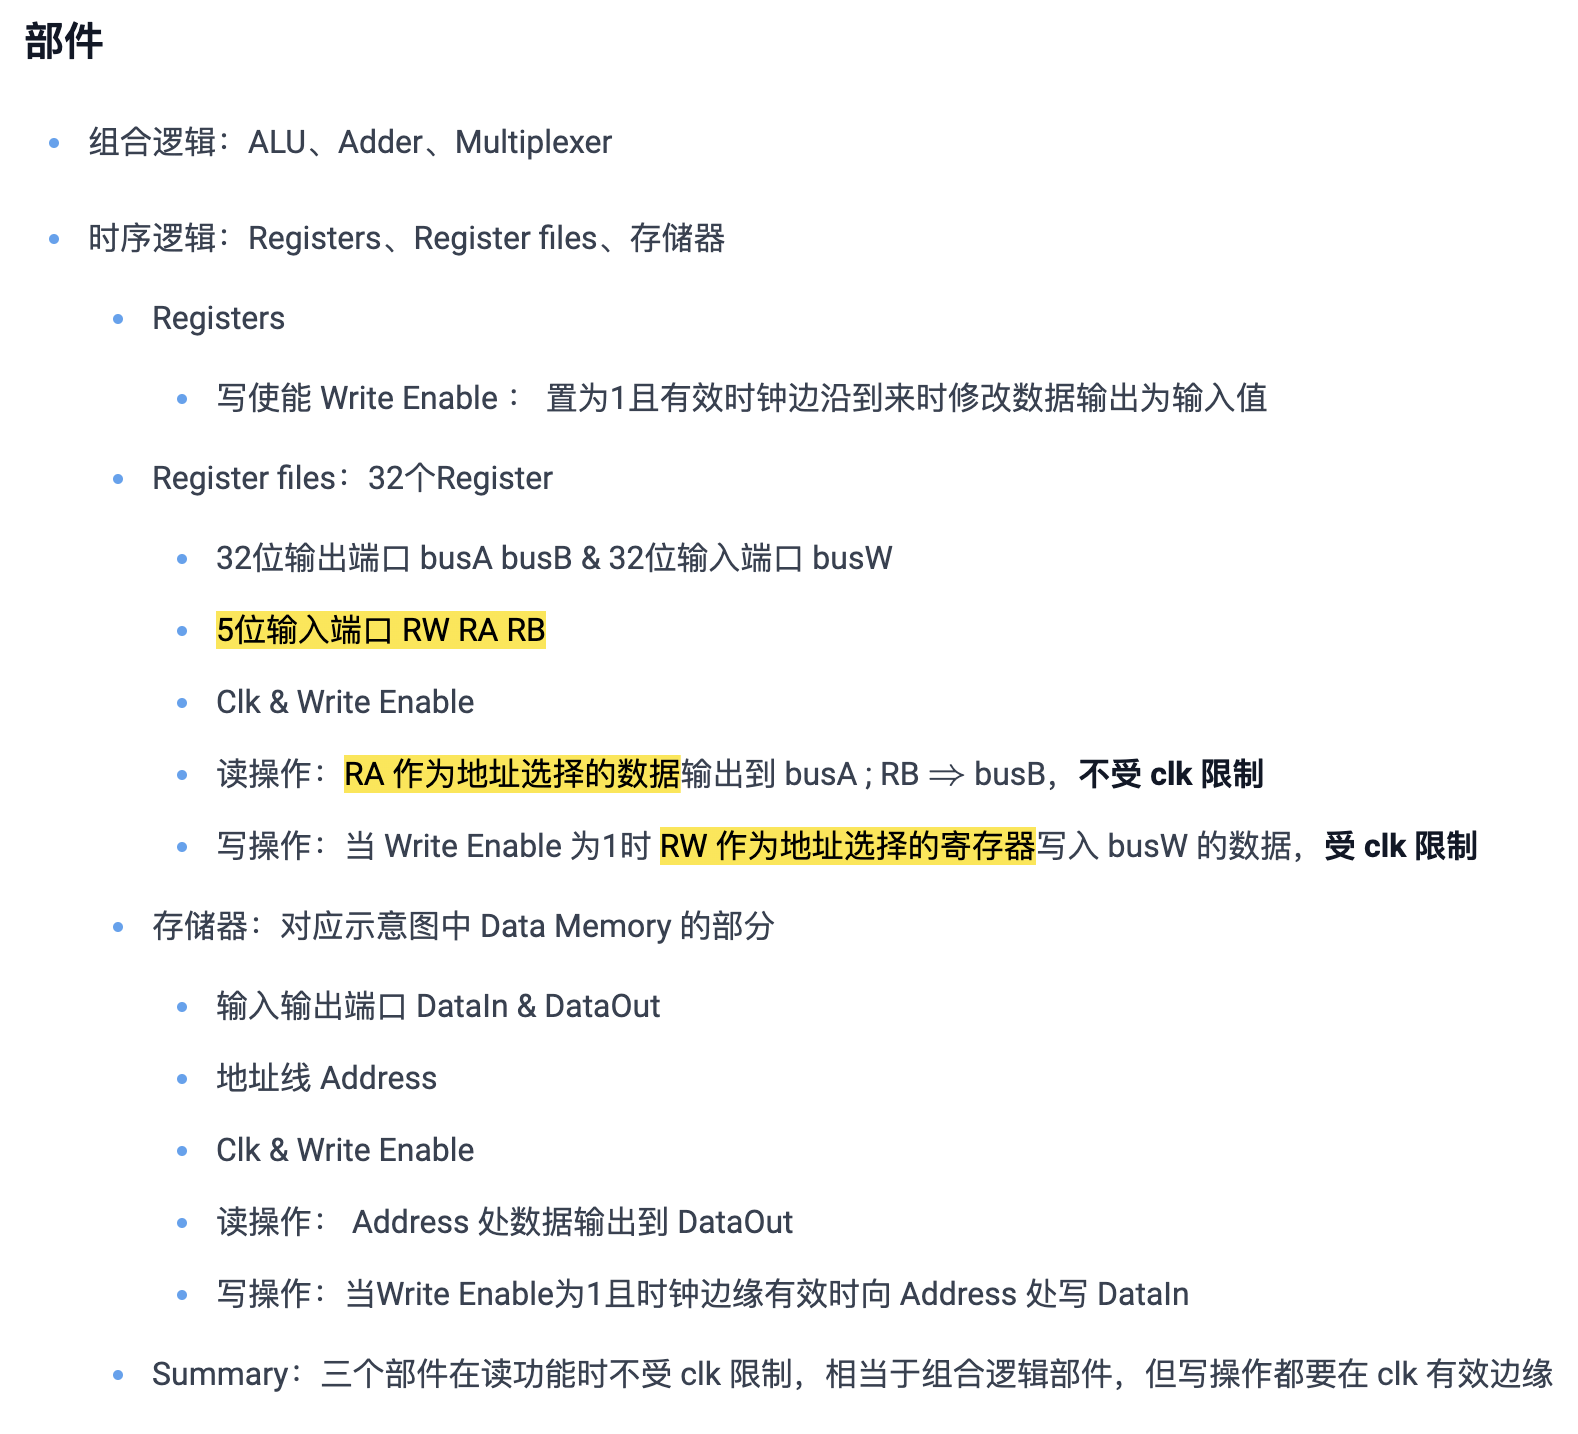 部件
组合逻辑：ALU、Adder、Multiplexer
时序逻辑：Registers、Register files、存储器
Registers
写使能 Write Enable： 置为1且有效时钟边沿到来时修改数据输出为输入值
Register files：32个Register
32位输出端口 busA busB & 32位输入端口 busW
5位输入端口 RW RA RB
Clk & Write Enable
读操作：RA 作为地址选择的数据输出到 busA ; RB ⇒ busB，不受 clk 限制
写操作：当 Write Enable 为1时 RW 作为地址选择的寄存器写入 busW 的数据，受 clk 限制
存储器：对应示意图中 Data Memory 的部分
输入输出端口 DataIn & DataOut
地址线 Address
Clk & Write Enable
读操作： Address 处数据输出到 DataOut
写操作：当Write Enable为1且时钟边缘有效时向 Address 处写 DataIn
Summary：三个部件在读功能时不受 clk 限制，相当于组合逻辑部件，但写操作都要在 clk 有效边缘